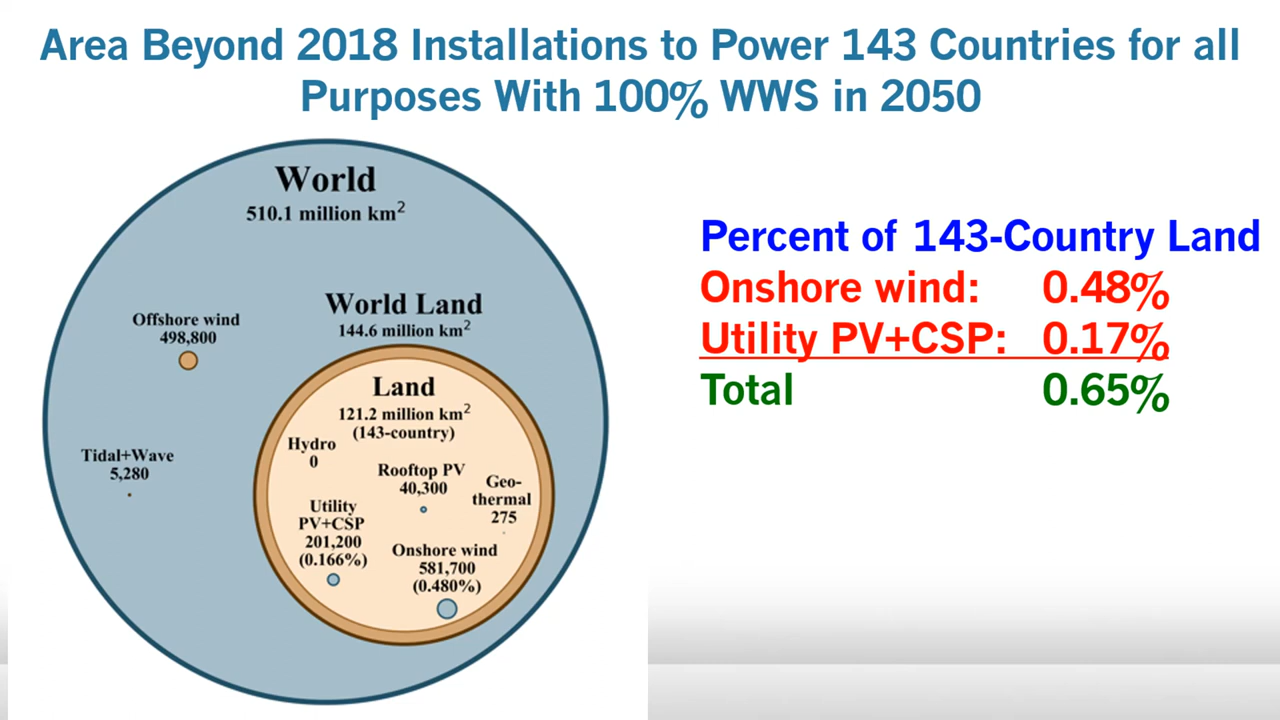 Area Beyond 2018 Installations to Power 143 Countries for all
Purposes With 100% WWS in 2050
World
510.1 million km²
World Land
144.6 million km²
Offshore wind
498,800
Tidal+Wave
5,280
Land
121.2 million km²
(143-country)
Hydro
0
Rooftop PV
40,300
Geo-
thermal
275
Utility
PV+CSP
201,200
(0.166%)
Onshore wind
581,700
(0.480%)
Percent of 143-Country Land
Onshore wind: 0.48%
Utility PV+CSP: 0.17%
Total 0.65%